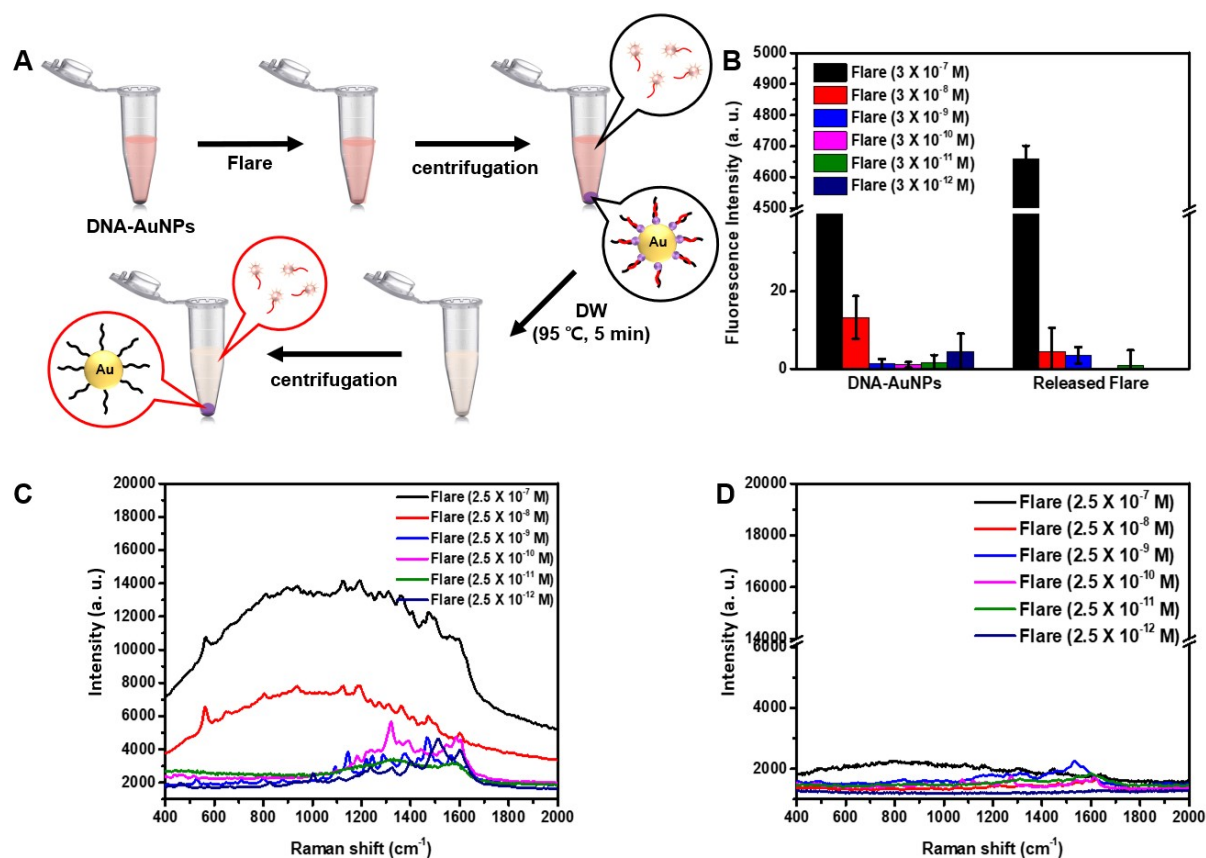 A
Flare
centrifugation
DNA-AuNPs
Au
DW
(95 ℃, 5 min)
centrifugation
Au
B
Fluorescence Intensity (a. u.)
5000
4900
4800
4700
4600
4500
20
0
Flare (3 X 10⁻⁷ M)
Flare (3 X 10⁻⁸ M)
Flare (3 X 10⁻⁹ M)
Flare (3 X 10⁻¹⁰ M)
Flare (3 X 10⁻¹¹ M)
Flare (3 X 10⁻¹² M)
DNA-AuNPs Released Flare
C
Intensity (a. u.)
20000
18000
16000
14000
12000
10000
8000
6000
4000
2000
0
Flare (2.5 X 10⁻⁷ M)
Flare (2.5 X 10⁻⁸ M)
Flare (2.5 X 10⁻⁹ M)
Flare (2.5 X 10⁻¹⁰ M)
Flare (2.5 X 10⁻¹¹ M)
Flare (2.5 X 10⁻¹² M)
400 600 800 1000 1200 1400 1600 1800 2000
Raman shift (cm⁻¹)
D
Intensity (a. u.)
20000
18000
16000
14000
6000
4000
2000
Flare (2.5 X 10⁻⁷ M)
Flare (2.5 X 10⁻⁸ M)
Flare (2.5 X 10⁻⁹ M)
Flare (2.5 X 10⁻¹⁰ M)
Flare (2.5 X 10⁻¹¹ M)
Flare (2.5 X 10⁻¹² M)
400 600 800 1000 1200 1400 1600 1800 2000
Raman shift (cm⁻¹)